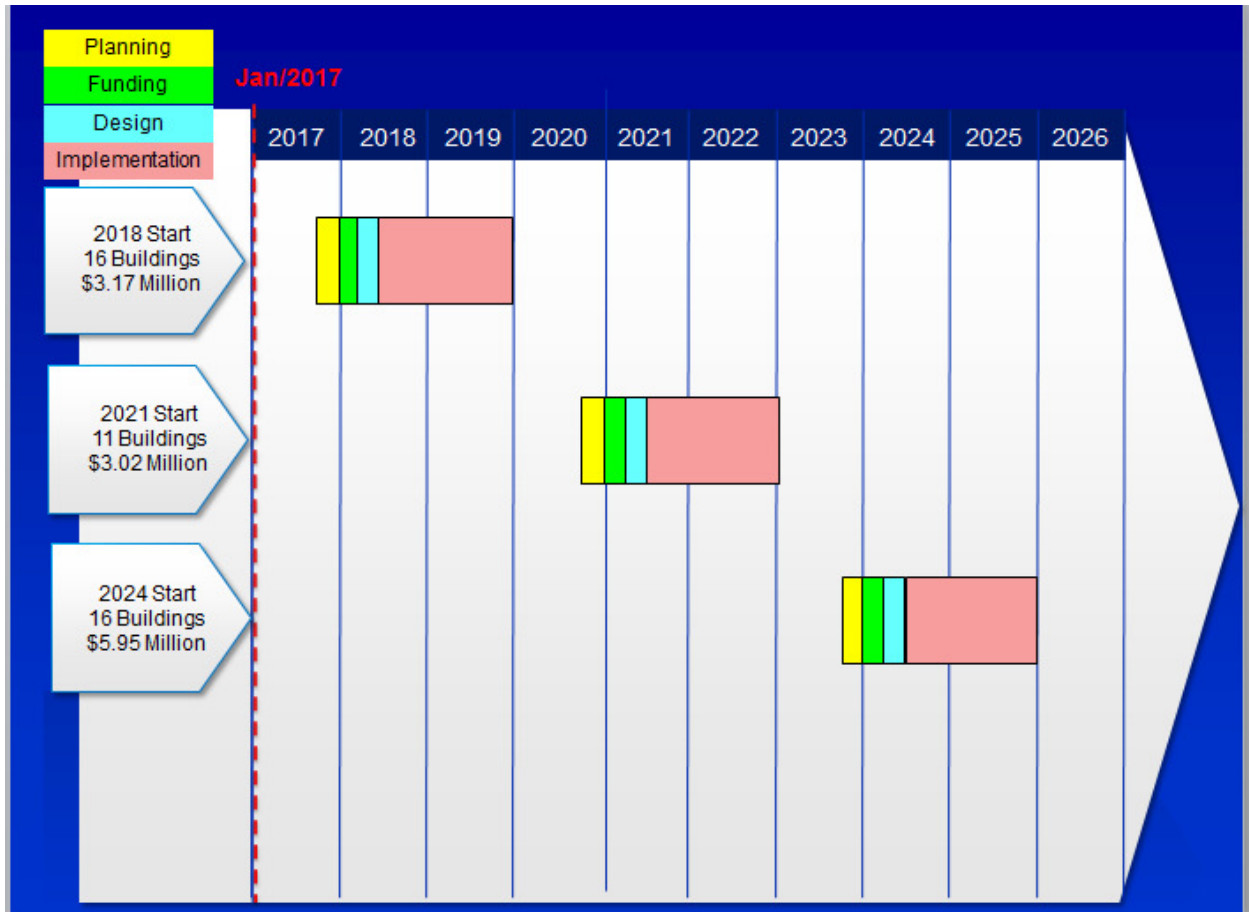 Planning
Funding
Design
Implementation
Jan/2017
2017 2018 2019 2020 2021 2022 2023 2024 2025 2026
2018 Start
16 Buildings
$3.17 Million
2021 Start
11 Buildings
$3.02 Million
2024 Start
16 Buildings
$5.95 Million